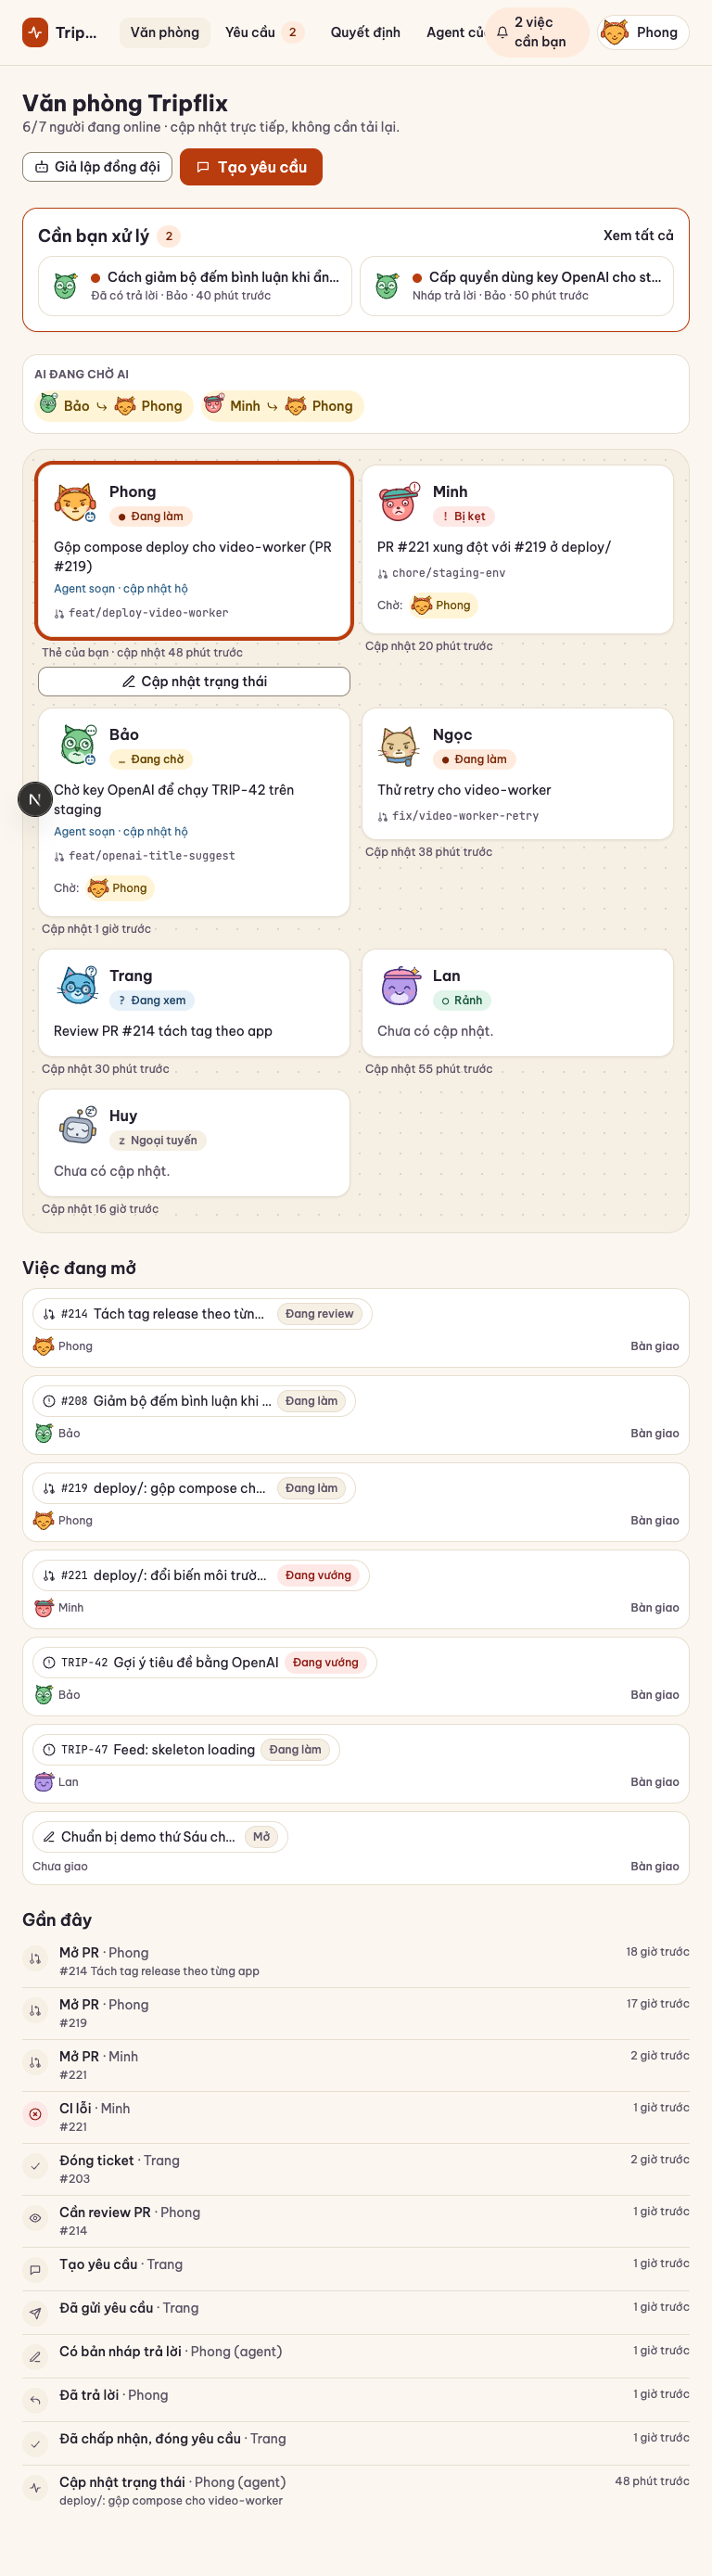 Trip...
Văn phòng
Yêu cầu 2
Quyết định
Agent củ
2 việc
cần bạn
Phong
Văn phòng Tripflix
6/7 người đang online · cập nhật trực tiếp, không cần tải lại.
Giả lập đồng đội
Tạo yêu cầu
Cần bạn xử lý 2
Xem tất cả
Cách giảm bộ đếm bình luận khi ẩn...
Đã có trả lời · Bảo · 40 phút trước
Cấp quyền dùng key OpenAI cho st...
Nháp trả lời · Bảo · 50 phút trước
AI ĐANG CHỜ AI
Bảo Phong
Minh Phong
Phong
Đang làm
Gộp compose deploy cho video-worker (PR
#219)
Agent soạn · cập nhật hộ
feat/deploy-video-worker
Thẻ của bạn · cập nhật 48 phút trước
Cập nhật trạng thái
Minh
! Bị kẹt
PR #221 xung đột với #219 ở deploy/
chore/staging-env
Chờ: Phong
Cập nhật 20 phút trước
Bảo
… Đang chờ
Chờ key OpenAI để chạy TRIP-42 trên
staging
Agent soạn · cập nhật hộ
feat/openai-title-suggest
Chờ: Phong
Cập nhật 1 giờ trước
Ngọc
Đang làm
Thử retry cho video-worker
fix/video-worker-retry
Cập nhật 38 phút trước
N
Trang
? Đang xem
Review PR #214 tách tag theo app
Cập nhật 30 phút trước
Lan
Rảnh
Chưa có cập nhật.
Cập nhật 55 phút trước
Huy
z Ngoại tuyến
Chưa có cập nhật.
Cập nhật 16 giờ trước
Việc đang mở
#214 Tách tag release theo từn... Đang review
Phong Bàn giao
#208 Giảm bộ đếm bình luận khi ... Đang làm
Bảo Bàn giao
#219 deploy/: gộp compose ch... Đang làm
Phong Bàn giao
#221 deploy/: đổi biến môi trườ... Đang vướng
Minh Bàn giao
TRIP-42 Gợi ý tiêu đề bằng OpenAI Đang vướng
Bảo Bàn giao
TRIP-47 Feed: skeleton loading Đang làm
Lan Bàn giao
Chuẩn bị demo thứ Sáu ch... Mở
Chưa giao Bàn giao
Gần đây
Mở PR · Phong 18 giờ trước
#214 Tách tag release theo từng app
Mở PR · Phong 17 giờ trước
#219
Mở PR · Minh 2 giờ trước
#221
CI lỗi · Minh 1 giờ trước
#221
Đóng ticket · Trang 2 giờ trước
#203
Cần review PR · Phong 1 giờ trước
#214
Tạo yêu cầu · Trang 1 giờ trước
Đã gửi yêu cầu · Trang 1 giờ trước
Có bản nháp trả lời · Phong (agent) 1 giờ trước
Đã trả lời · Phong 1 giờ trước
Đã chấp nhận, đóng yêu cầu · Trang 1 giờ trước
Cập nhật trạng thái · Phong (agent) 48 phút trước
deploy/: gộp compose cho video-worker